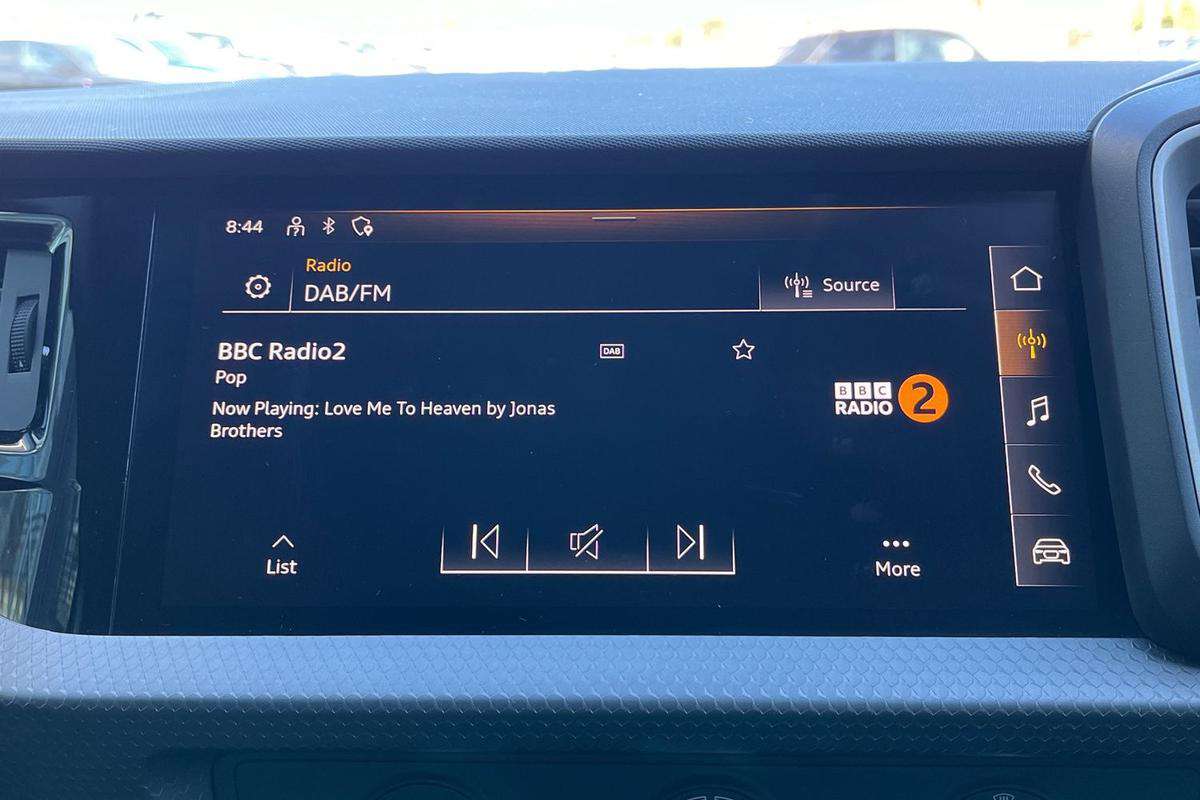 8:44
Radio
DAB/FM
Source
BBC Radio2
DAB
Pop
Now Playing: Love Me To Heaven by Jonas
Brothers
BBC
RADIO 2
List
More